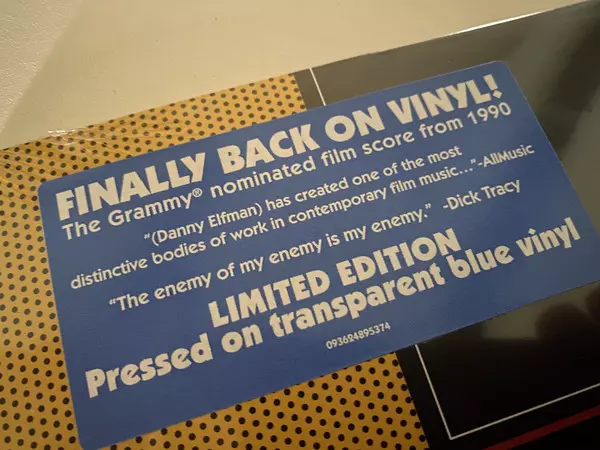 FINALLY BACK ON VINYL!
The Grammy® nominated film score from 1990
"(Danny Elfman) has created one of the most
distinctive bodies of work in contemporary film music..."-AllMusic
"The enemy of my enemy is my enemy." -Dick Tracy
LIMITED EDITION
Pressed on transparent blue vinyl
093624895374